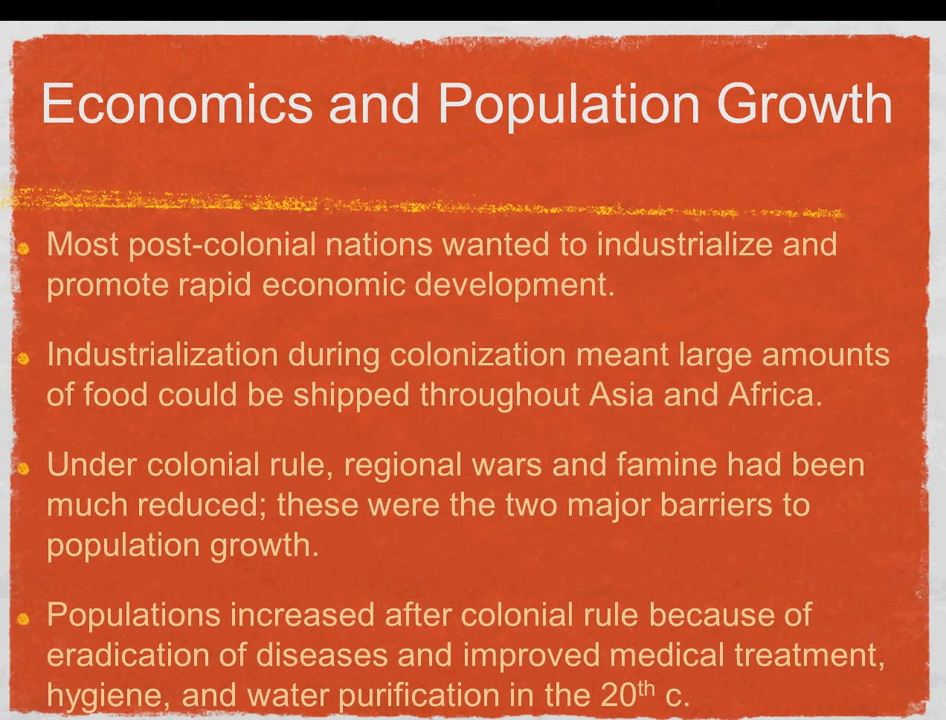 Economics and Population Growth
Most post-colonial nations wanted to industrialize and
promote rapid economic development.
Industrialization during colonization meant large amounts
of food could be shipped throughout Asia and Africa.
Under colonial rule, regional wars and famine had been
much reduced; these were the two major barriers to
population growth.
Populations increased after colonial rule because of
eradication of diseases and improved medical treatment,
hygiene, and water purification in the 20th c.